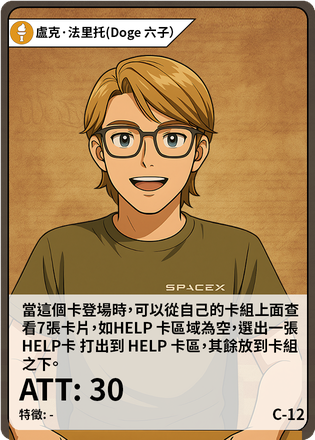 盧克·法里托(Doge 六子)
SPACEX
當這個卡登場時,可以從自己的卡組上面查
看7張卡片,如HELP 卡區域為空,選出一張
HELP卡 打出到 HELP 卡區,其餘放到卡組
之下。
ATT: 30
特徵: -
C-12